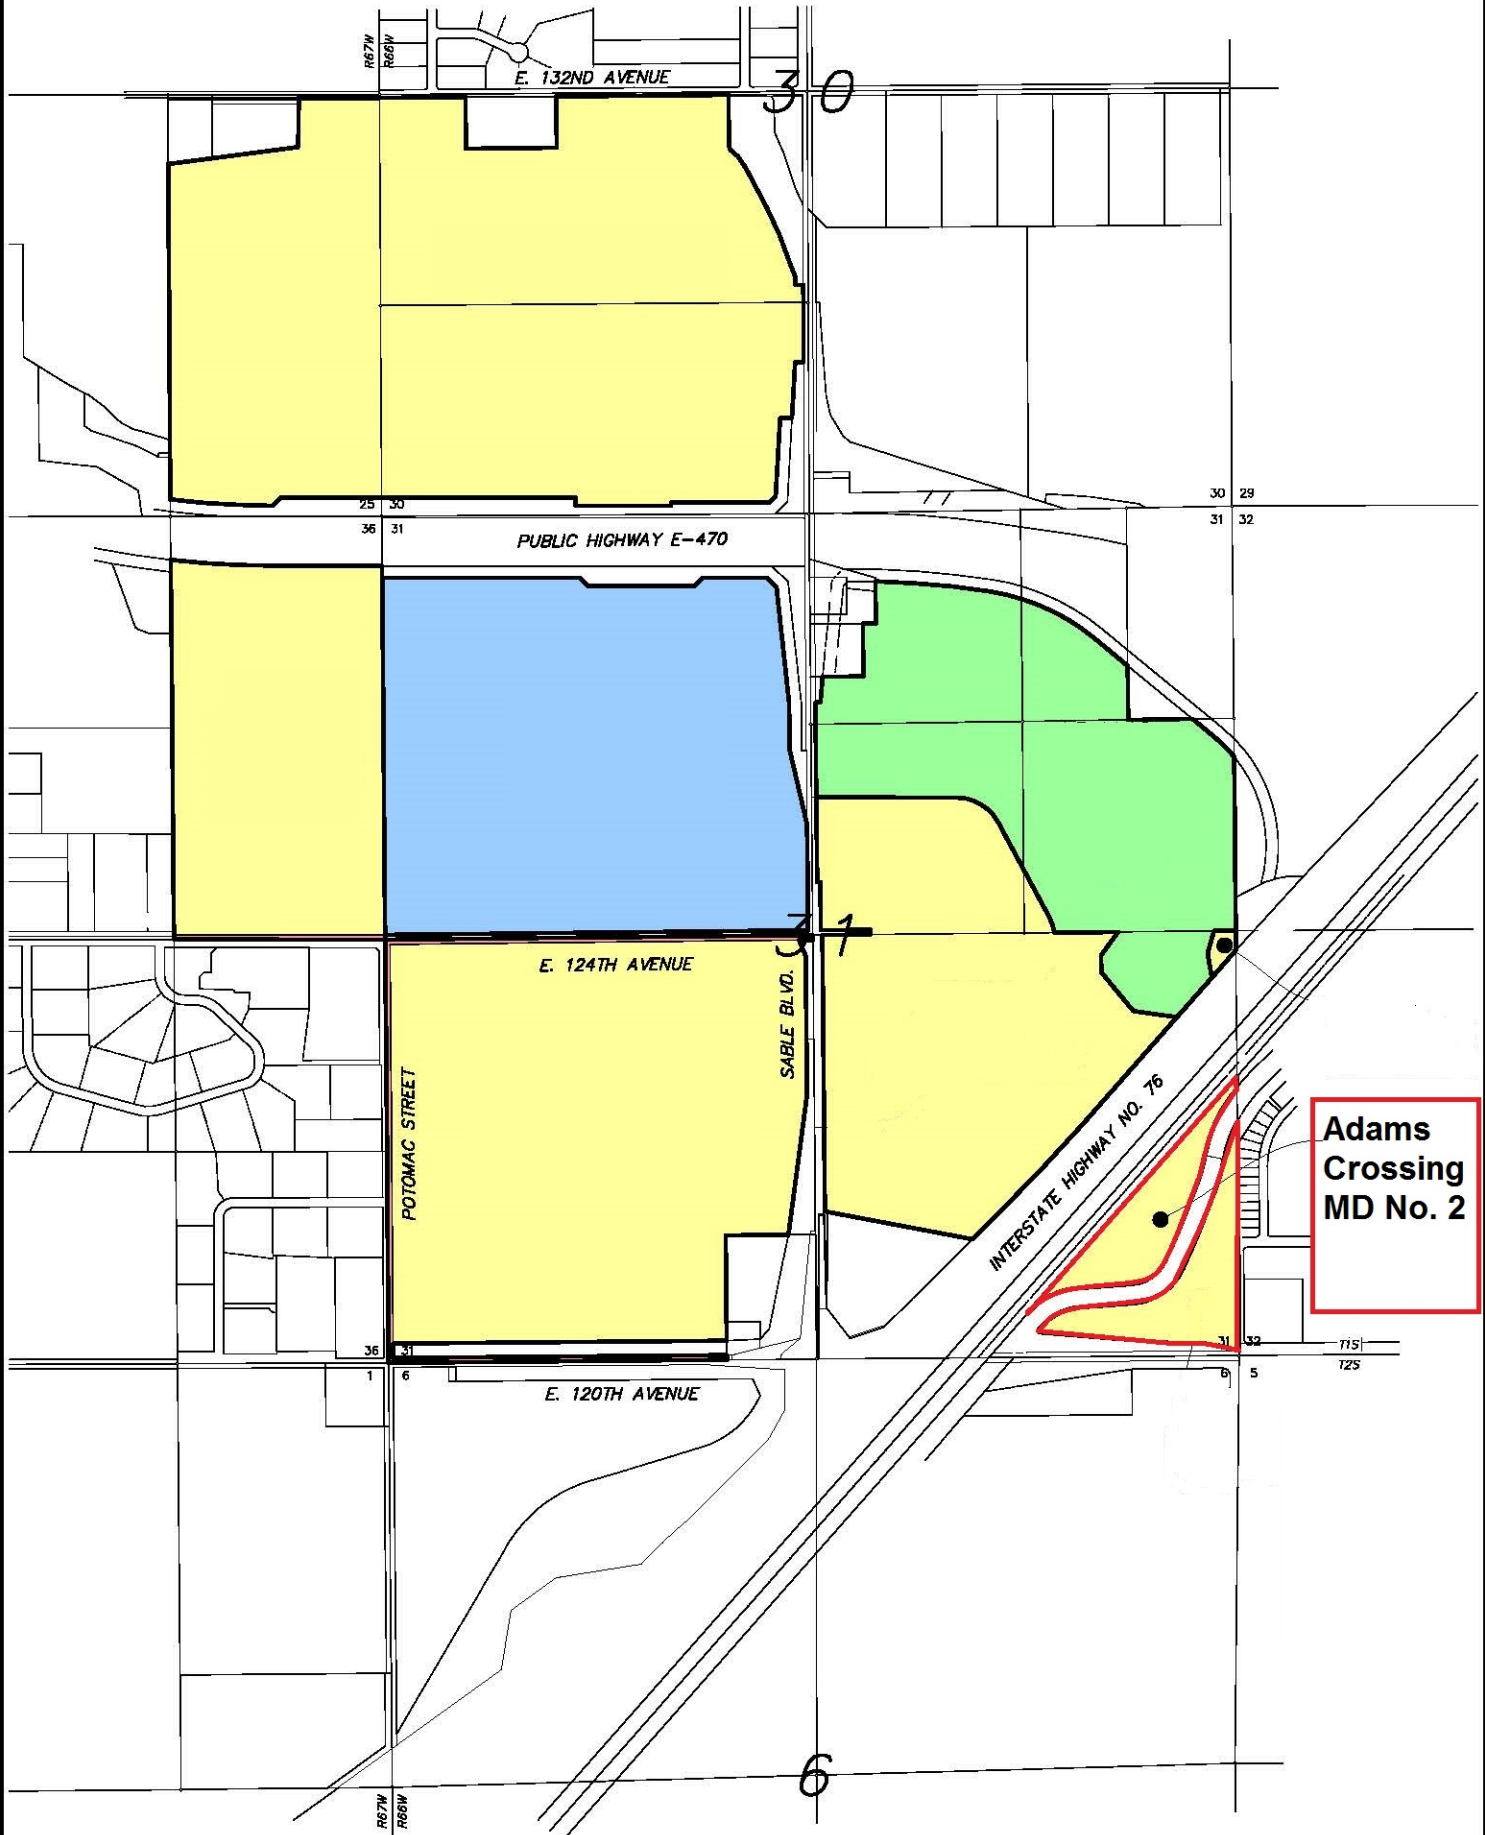 R67W
R66W
E. 132ND AVENUE
30
25 30
36 31
30 29
31 32
PUBLIC HIGHWAY E-470
31
E. 124TH AVENUE
SABLE BLVD.
POTOMAC STREET
INTERSTATE HIGHWAY NO. 76
Adams
Crossing
MD No. 2
36 31
1 6
31 32
6 5
T1S
T2S
E. 120TH AVENUE
6
R67W
R66W